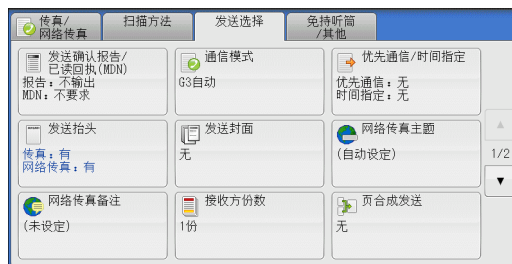 传真/
网络传真
扫描方法
发送选择
免持听筒
/其他
发送确认报告/
已读回执(MDN)
报告：不输出
MDN：不要求
通信模式
G3自动
优先通信/时间指定
优先通信：无
时间指定：无
发送抬头
传真：有
网络传真：有
发送封面
无
网络传真主题
(自动设定)
1/2
网络传真备注
(未设定)
接收方份数
1份
页合成发送
无